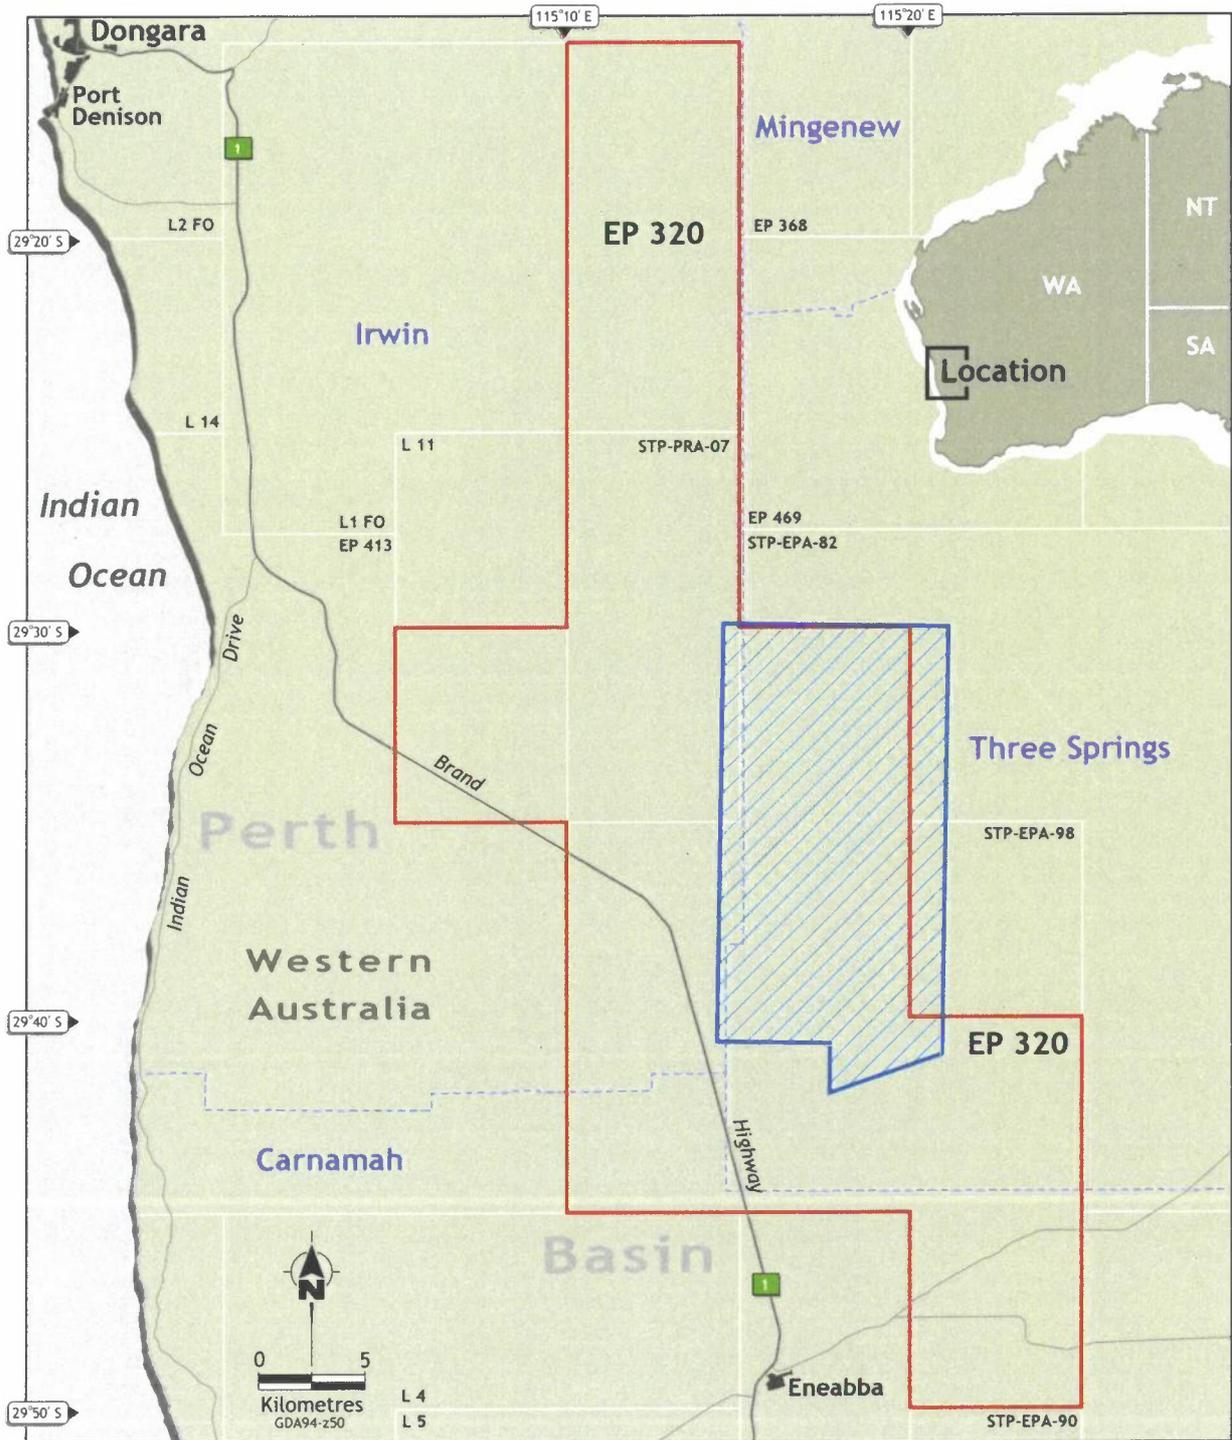 115°10' E
115°20' E
Dongara
Port
Denison
1
Mingenew
NT
L2 FO
EP 320
EP 368
29°20' S
WA
Irwin
SA
Location
L 14
L 11
STP-PRA-07
Indian
Ocean
L1 FO
EP 413
EP 469
STP-EPA-82
29°30' S
Drive
Ocean
Indian
Three Springs
Brand
Perth
STP-EPA-98
Western
Australia
29°40' S
EP 320
Highway
Carnamah
Basin
N
1
0 5
Kilometres
GDA94-z50
L 4
L 5
Eneabba
29°50' S
STP-EPA-90